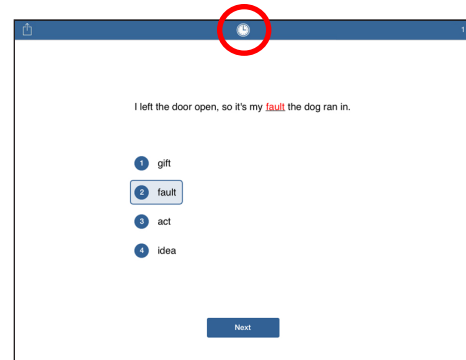 1
I left the door open, so it's my fault the dog ran in.
1 gift
2 fault
3 act
4 idea
Next